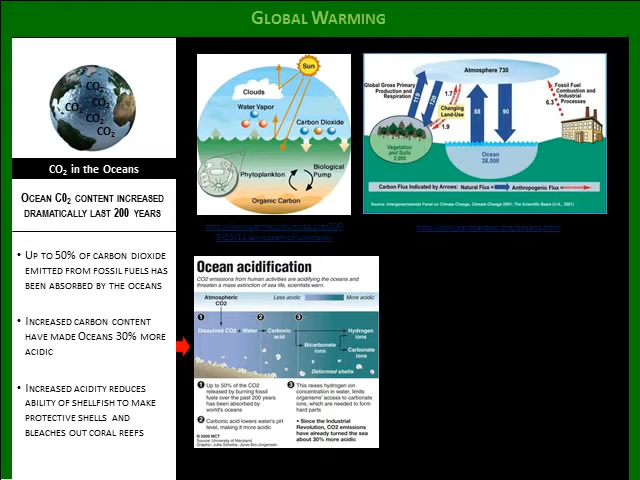 GLOBAL WARMING
CO₂
CO₂
CO₂
CO₂
CO₂
CO₂ in the Oceans
OCEAN C0₂ CONTENT INCREASED
DRAMATICALLY LAST 200 YEARS
• UP TO 50% OF CARBON DIOXIDE
EMITTED FROM FOSSIL FUELS HAS
BEEN ABSORBED BY THE OCEANS
• INCREASED CARBON CONTENT
HAVE MADE OCEANS 30% MORE
ACIDIC
• INCREASED ACIDITY REDUCES
ABILITY OF SHELLFISH TO MAKE
PROTECTIVE SHELLS AND
BLEACHES OUT CORAL REEFS
Sun
Clouds
Water Vapor
Carbon Dioxide
Phytoplankton
Biological
Pump
Organic Carbon
Atmosphere 730
Global Gross Primary
Production and
Respiration
Fossil Fuel
Combustion and
Industrial
Processes
120
1.7
Changing
Land-Use
1.9
88
90
6.3
Vegetation
and Soils
Ocean
38,000
Carbon Flux Indicated by Arrows: Natural Flux = Anthropogenic Flux =
Source: Intergovernmental Panel on Climate Change, Climate Change 2001: The Scientific Basis (U.K., 2001)
Ocean acidification
CO2 emissions from human activities are acidifying the oceans and
threaten a mass extinction of sea life, scientists warn.
Atmospheric
CO2
Less acidic
More acidic
1
2
3
Dissolved CO2 + Water
Carbonic
acid
Bicarbonate
ions
Hydrogen
ions
Carbonate
ions
Deformed shells
1 Up to 50% of the CO2
released by burning fossil
fuels over the past 200 years
has been absorbed by
world's oceans
2 Carbonic acid lowers water's pH
level, making it more acidic
3 This raises hydrogen ion
concentration in water, limits
organisms' access to carbonate
ions, which are needed to form
hard parts
• Since the Industrial
Revolution, CO2 emissions
have already turned the sea
about 30% more acidic
© 2009 MCT
Source: University of Maryland